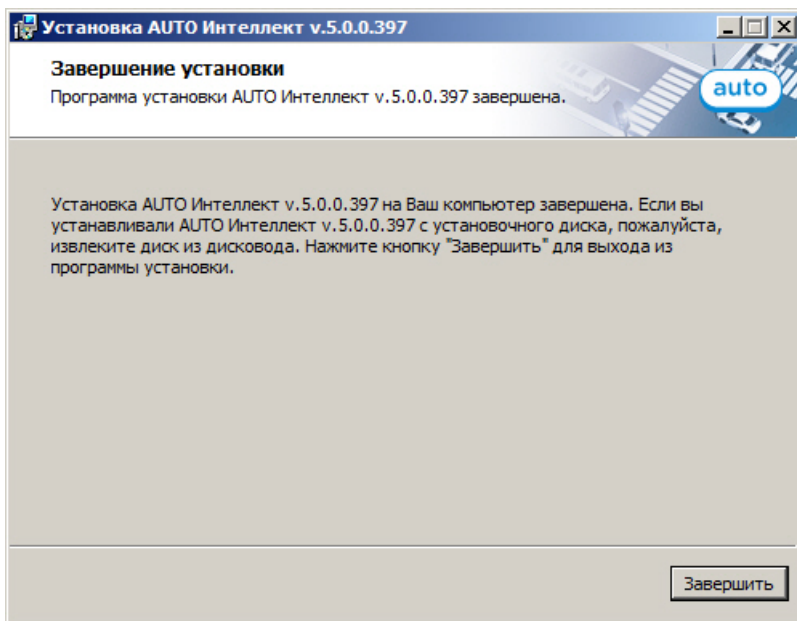 Установка AUTO Интеллект v.5.0.0.397
Завершение установки
Программа установки AUTO Интеллект v.5.0.0.397 завершена.
auto
Установка AUTO Интеллект v.5.0.0.397 на Ваш компьютер завершена. Если вы
устанавливали AUTO Интеллект v.5.0.0.397 с установочного диска, пожалуйста,
извлеките диск из дисковода. Нажмите кнопку "Завершить" для выхода из
программы установки.
Завершить